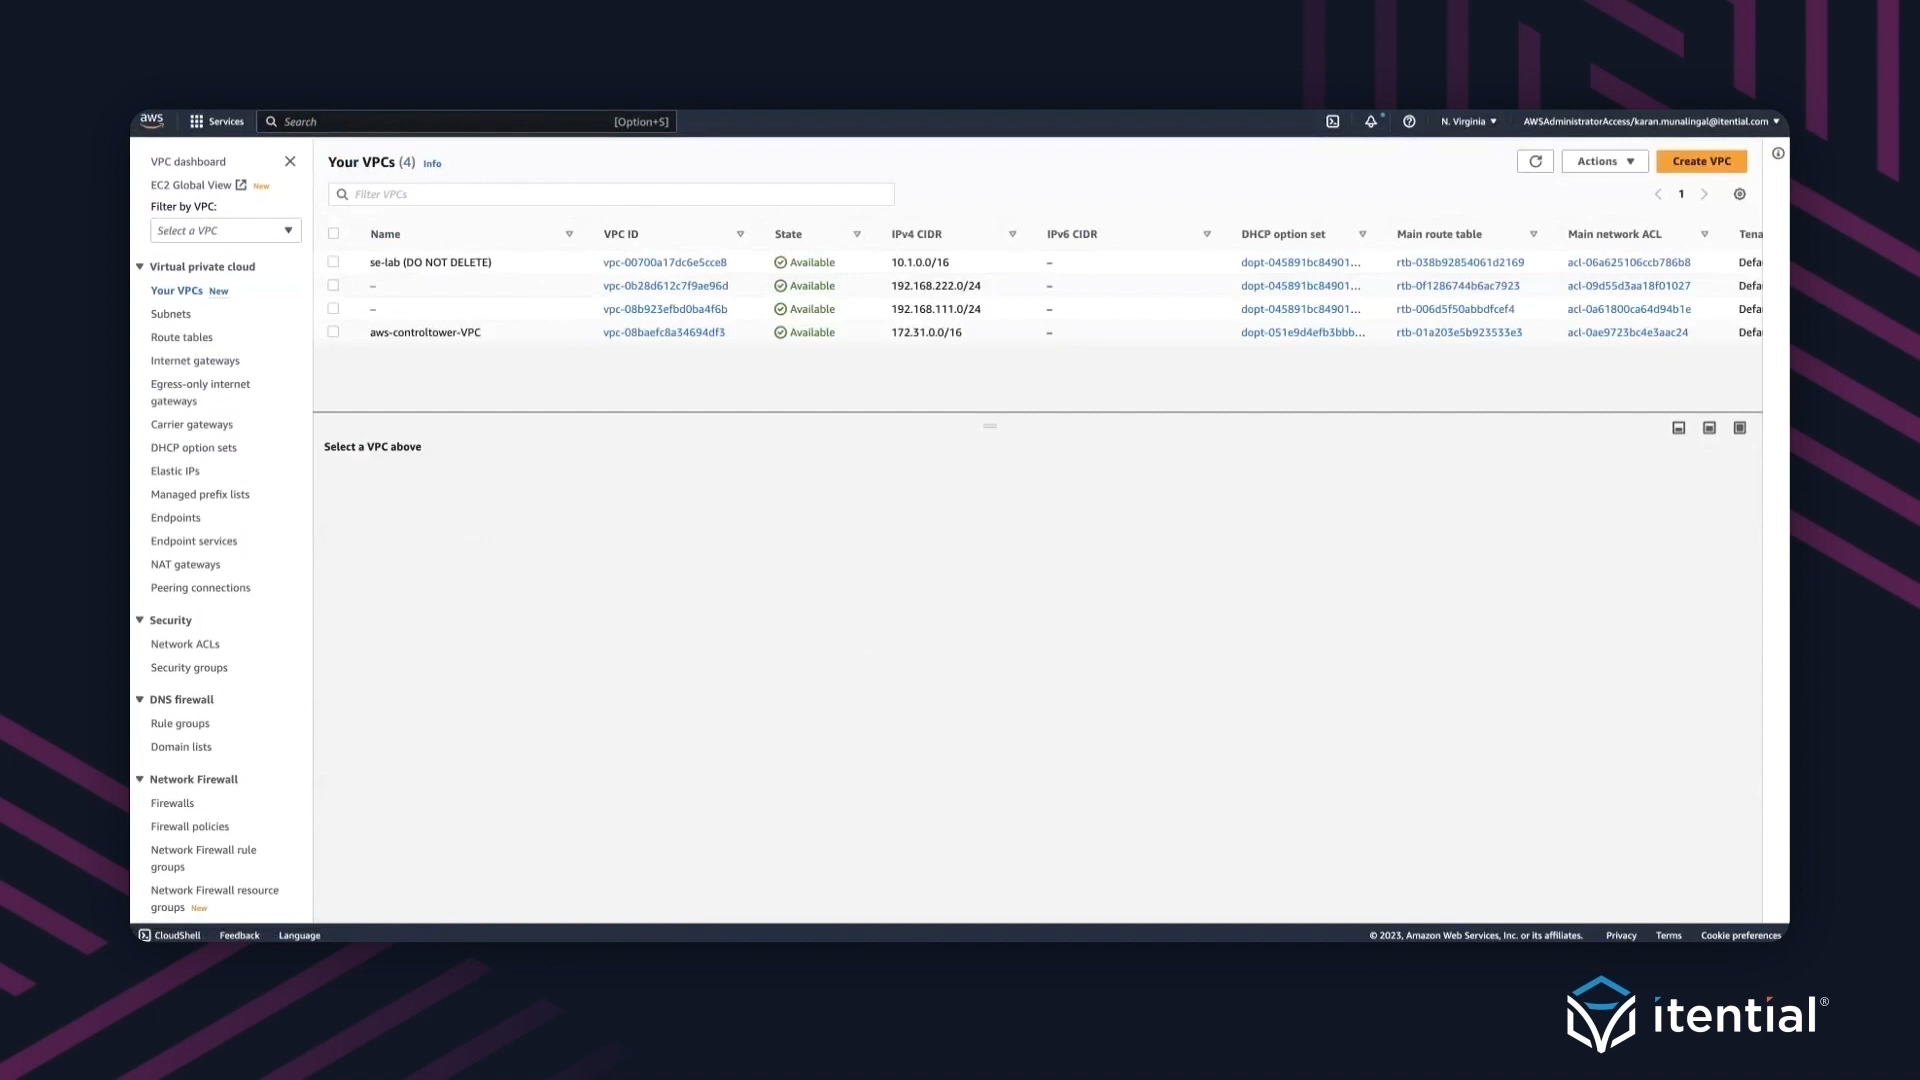 aws
Services
Search
[Option+S]
N. Virginia
AWSAdministratorAccess/karan.munalingal@itential.com
VPC dashboard
EC2 Global View New
Filter by VPC:
Select a VPC
Virtual private cloud
Your VPCs New
Subnets
Route tables
Internet gateways
Egress-only internet
gateways
Carrier gateways
DHCP option sets
Elastic IPs
Managed prefix lists
Endpoints
Endpoint services
NAT gateways
Peering connections
Security
Network ACLs
Security groups
DNS firewall
Rule groups
Domain lists
Network Firewall
Firewalls
Firewall policies
Network Firewall rule
groups
Network Firewall resource
groups New
Your VPCs (4) Info
Actions
Create VPC
Filter VPCs
1
Name VPC ID State IPv4 CIDR IPv6 CIDR DHCP option set Main route table Main network ACL Tena
se-lab (DO NOT DELETE) vpc-00700a17dc6e5cce8 Available 10.1.0.0/16 – dopt-045891bc84901... rtb-038b92854061d2169 acl-06a625106ccb786b8 Defa
– vpc-0b28d612c7f9ae96d Available 192.168.222.0/24 – dopt-045891bc84901... rtb-0f1286744b6ac7923 acl-09d55d3aa18f01027 Defa
– vpc-08b923efbd0ba4f6b Available 192.168.111.0/24 – dopt-045891bc84901... rtb-006d5f50abbdfcef4 acl-0a61800ca64d94b1e Defa
aws-controltower-VPC vpc-08baefc8a34694df3 Available 172.31.0.0/16 – dopt-051e9d4efb3bbb... rtb-01a203e5b923533e3 acl-0ae9723bc4e3aac24 Defa
Select a VPC above
CloudShell Feedback Language
© 2023, Amazon Web Services, Inc. or its affiliates. Privacy Terms Cookie preferences
itential®